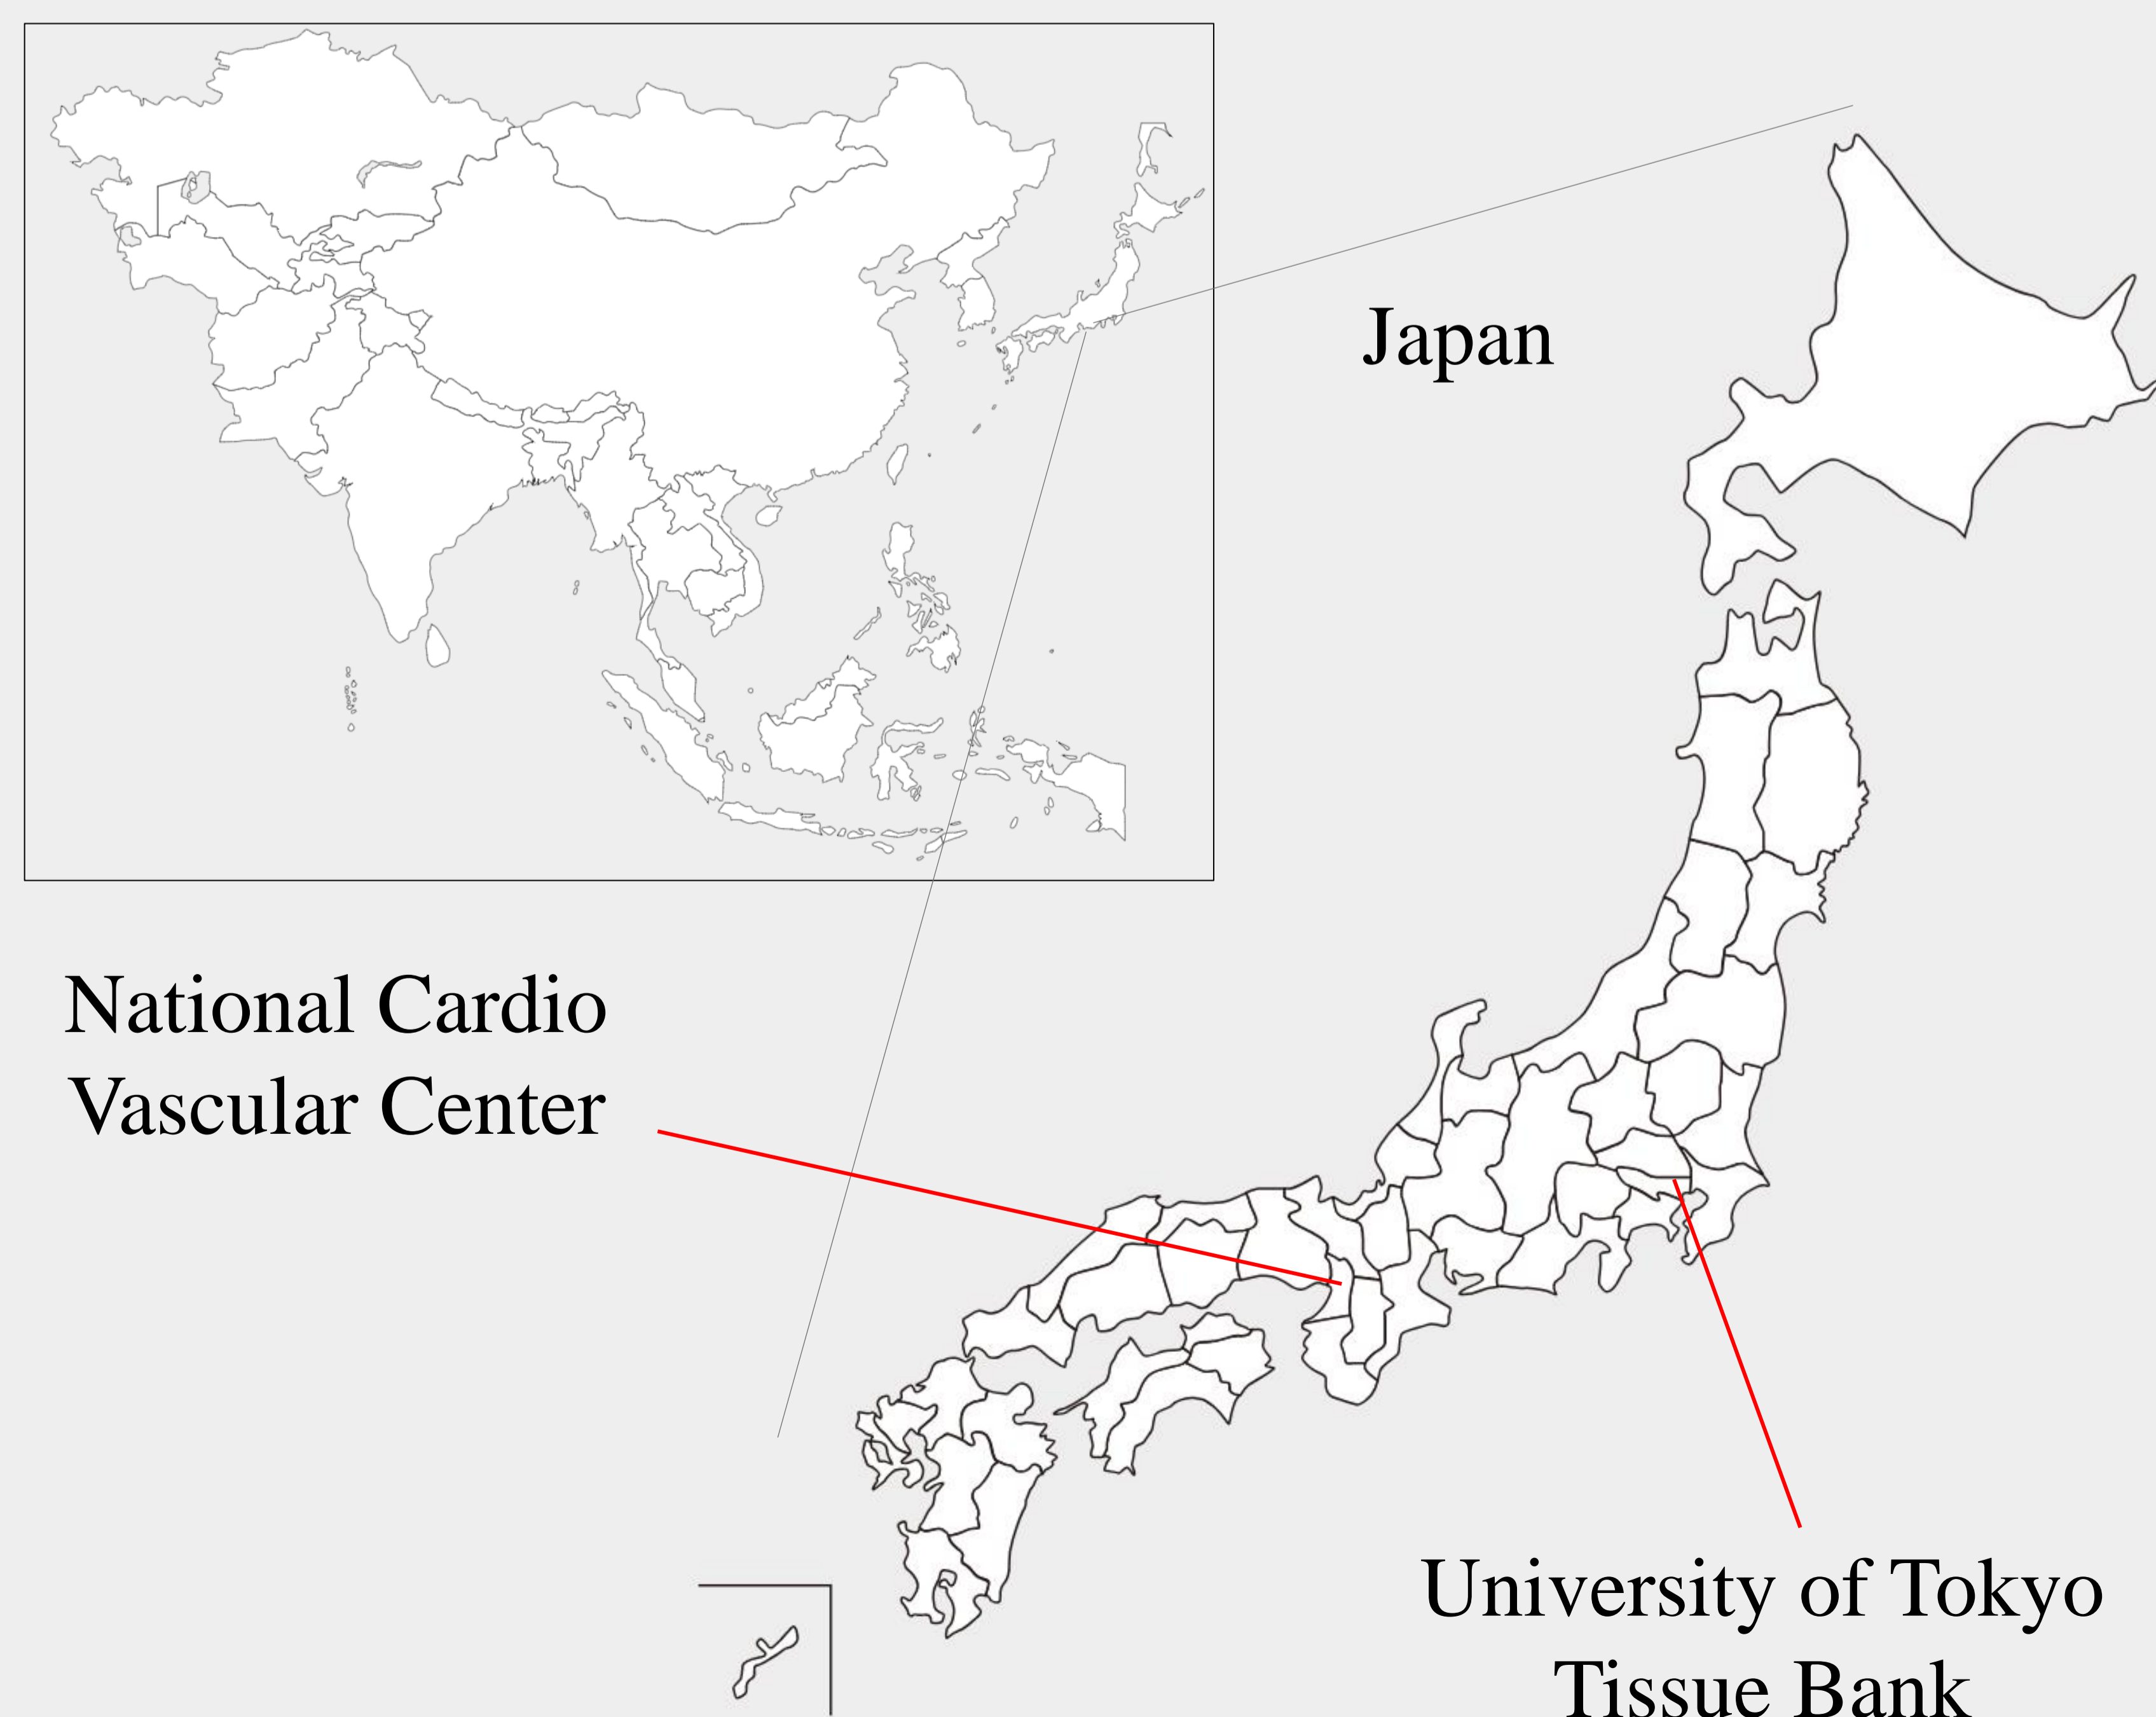 Japan
National Cardio
Vascular Center
University of Tokyo
Tissue Bank